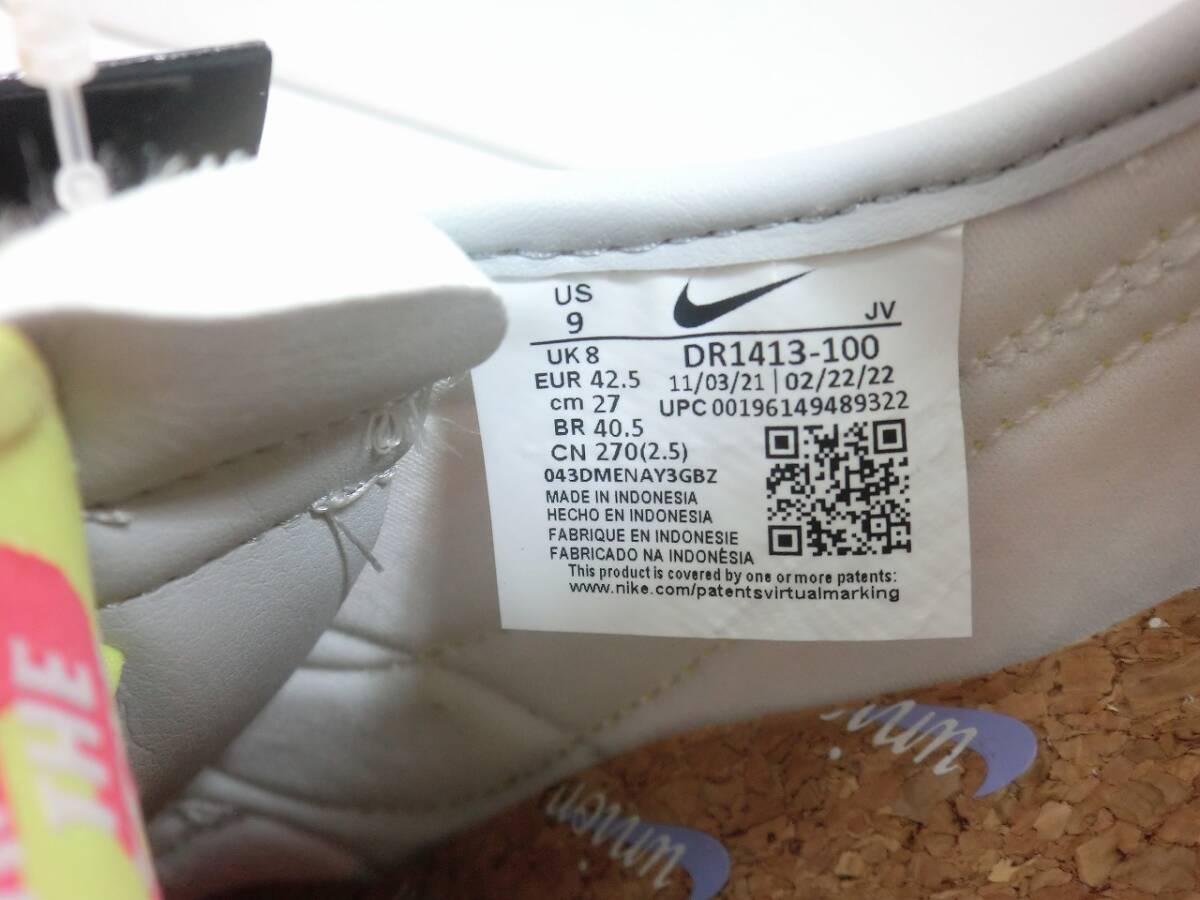 US
9
JV
UK 8
DR1413-100
EUR 42.5
11/03/21 | 02/22/22
cm 27
UPC 00196149489322
BR 40.5
CN 270(2.5)
043DMENAY3GBZ
MADE IN INDONESIA
HECHO EN INDONESIA
FABRIQUE EN INDONESIE
FABRICADO NA INDONÉSIA
This product is covered by one or more patents:
www.nike.com/patentsvirtualmarking
THE